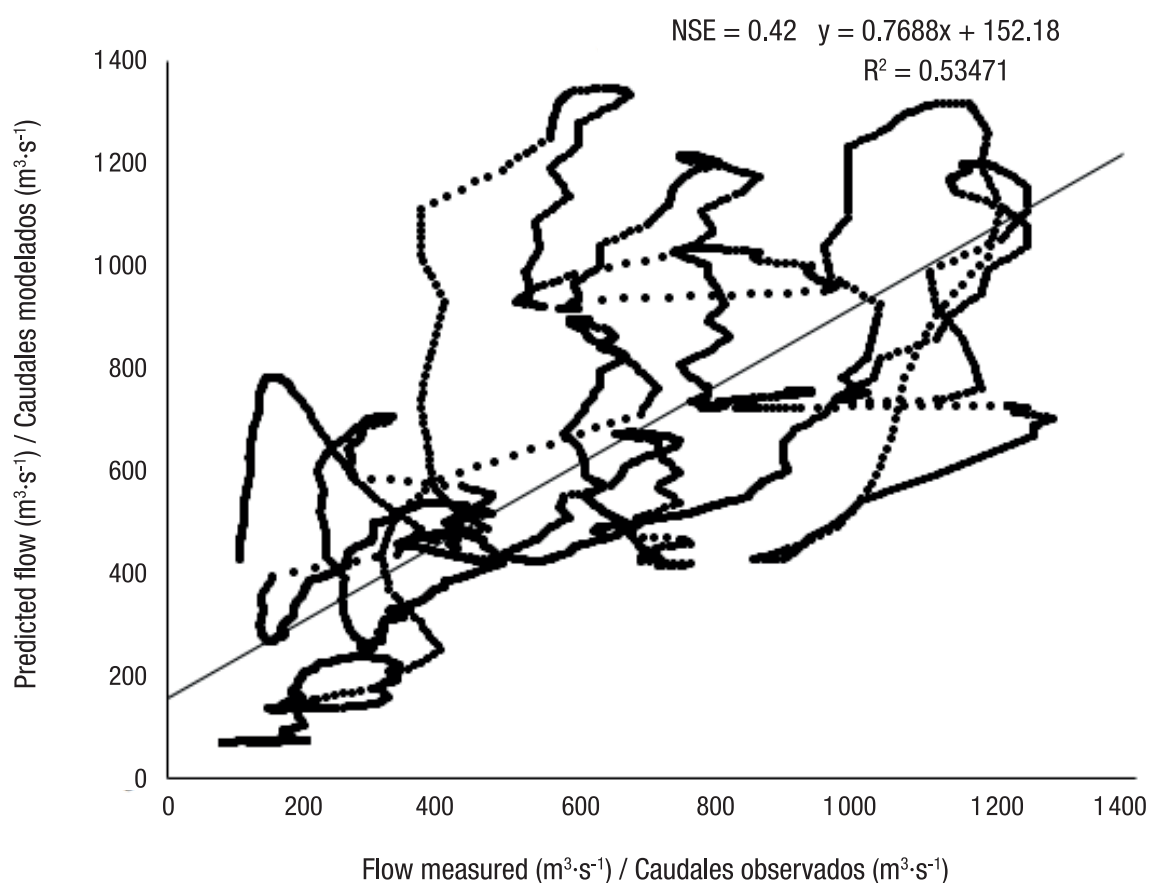 NSE = 0.42 y = 0.7688x + 152.18
R² = 0.53471
Predicted flow (m³·s⁻¹) / Caudales modelados (m³·s⁻¹)
1400
1200
1000
800
600
400
200
0
0 200 400 600 800 1000 1200 1400
Flow measured (m³·s⁻¹) / Caudales observados (m³·s⁻¹)